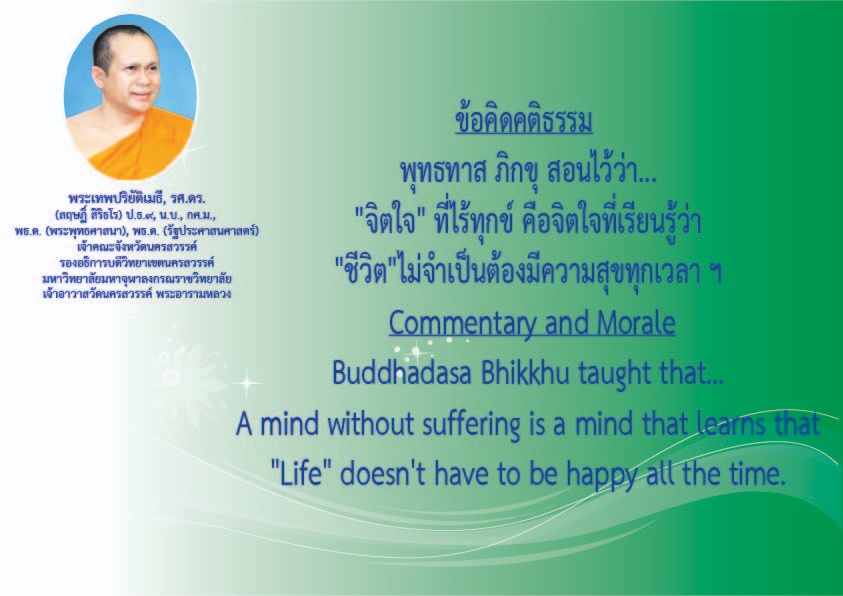 พระเทพปริยัติเมธี, รศ.ดร.
(สฤษฎิ์ สิริธโร) ป.ธ.๙, น.บ., กศ.ม.,
พธ.ด. (พระพุทธศาสนา), พธ.ด. (รัฐประศาสนศาสตร์)
เจ้าคณะจังหวัดนครสวรรค์
รองอธิการบดีวิทยาเขตนครสวรรค์
มหาวิทยาลัยมหาจุฬาลงกรณราชวิทยาลัย
เจ้าอาวาสวัดนครสวรรค์ พระอารามหลวง
ข้อคิดคติธรรม
พุทธทาส ภิกขุ สอนไว้ว่า...
"จิตใจ" ที่ไร้ทุกข์ คือจิตใจที่เรียนรู้ว่า
"ชีวิต"ไม่จำเป็นต้องมีความสุขทุกเวลา ฯ
Commentary and Morale
Buddhadasa Bhikkhu taught that...
A mind without suffering is a mind that learns that
"Life" doesn't have to be happy all the time.